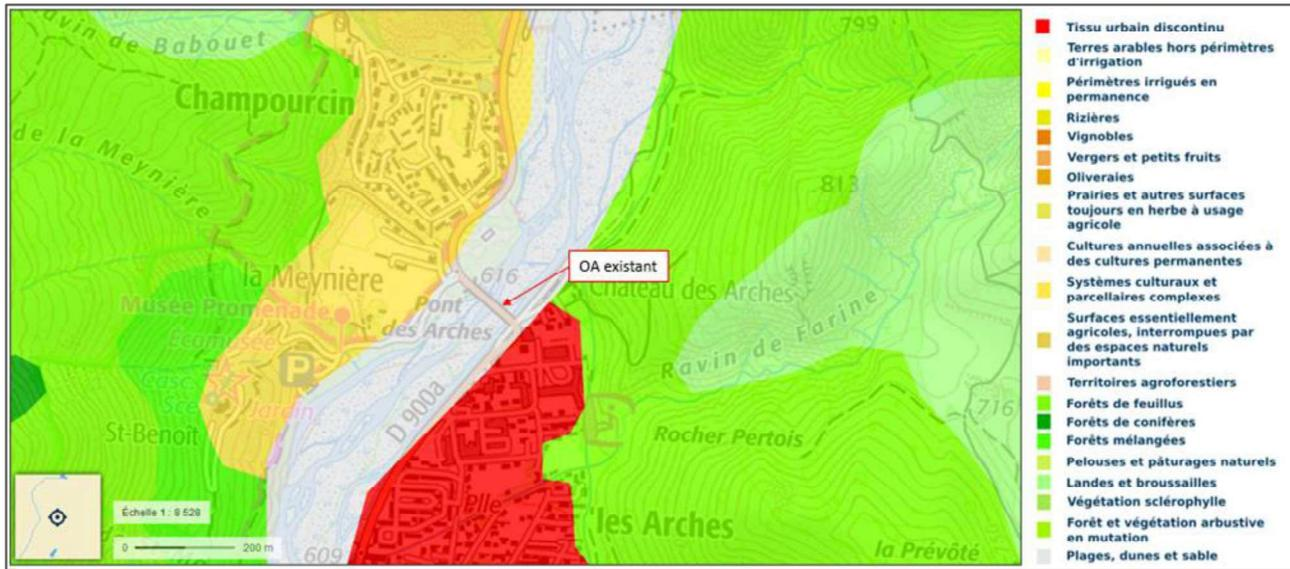 Ravin de Babouet
799
Champourcin
de la Meynière
813
616
OA existant
la Meynière
Château des Arches
Musée Promenade
Pont
des Arches
Écomusée
Ravin de Farine
P
Jardin
D 900a
716
St-Benoît
Rocher Pertois
Échelle 1 : 8 528
0 200 m
Plle
les Arches
609
la Prévôté
Tissu urbain discontinu
Terres arables hors périmètres
d'irrigation
Périmètres irrigués en
permanence
Rizières
Vignobles
Vergers et petits fruits
Oliveraies
Prairies et autres surfaces
toujours en herbe à usage
agricole
Cultures annuelles associées à
des cultures permanentes
Systèmes culturaux et
parcellaires complexes
Surfaces essentiellement
agricoles, interrompues par
des espaces naturels
importants
Territoires agroforestiers
Forêts de feuillus
Forêts de conifères
Forêts mélangées
Pelouses et pâturages naturels
Landes et broussailles
Végétation sclérophylle
Forêt et végétation arbustive
en mutation
Plages, dunes et sable